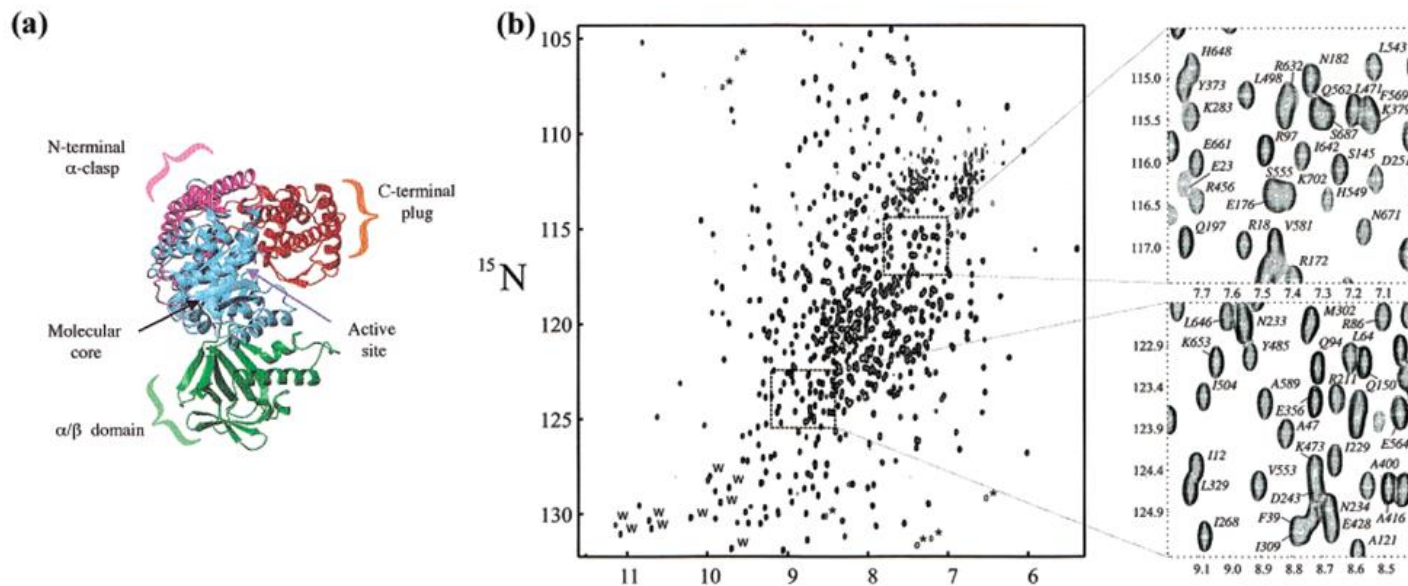 (a)
N-terminal
α-clasp
C-terminal
plug
Molecular
core
Active
site
α/β domain
(b)
105
110
115
120
125
130
¹⁵N
11 10 9 8 7 6
* * * * * *
W W W W W W W W W
H648
Y373
K283
L498
R632
N182
Q562
L471
L543
F569
K379
S687
R97
I642
S145
D251
E661
E23
R456
S555
K702
H549
E176
Q197
R18
V581
R172
N671
115.0
115.5
116.0
116.5
117.0
7.7 7.6 7.5 7.4 7.3 7.2 7.1
L646
N233
M302
R86
K653
Y485
Q94
L64
I504
A589
R211
Q150
E356
A47
E564
K473
I229
I12
V553
A400
L329
D243
N234
F39
E428
A416
I268
I309
A121
122.9
123.4
123.9
124.4
124.9
9.1 9.0 8.9 8.8 8.7 8.6 8.5